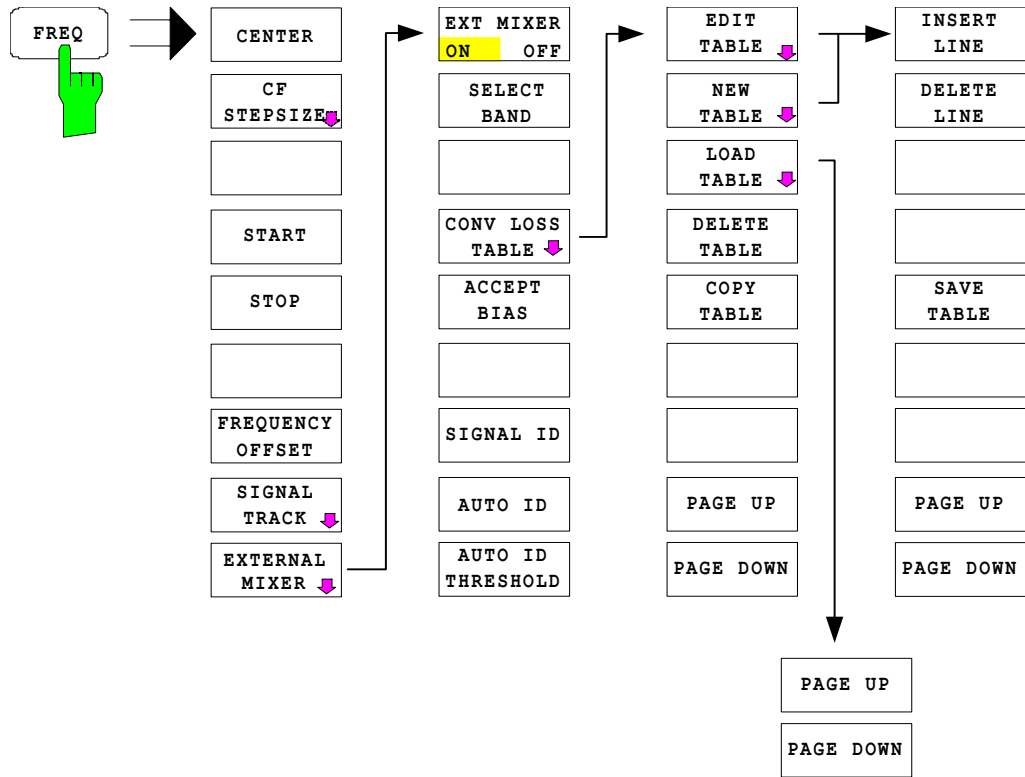 FREQ
CENTER
CF
STEPSIZE
START
STOP
FREQUENCY
OFFSET
SIGNAL
TRACK
EXTERNAL
MIXER
EXT MIXER
ON OFF
SELECT
BAND
CONV LOSS
TABLE
ACCEPT
BIAS
SIGNAL ID
AUTO ID
AUTO ID
THRESHOLD
EDIT
TABLE
NEW
TABLE
LOAD
TABLE
DELETE
TABLE
COPY
TABLE
PAGE UP
PAGE DOWN
INSERT
LINE
DELETE
LINE
SAVE
TABLE
PAGE UP
PAGE DOWN
PAGE UP
PAGE DOWN